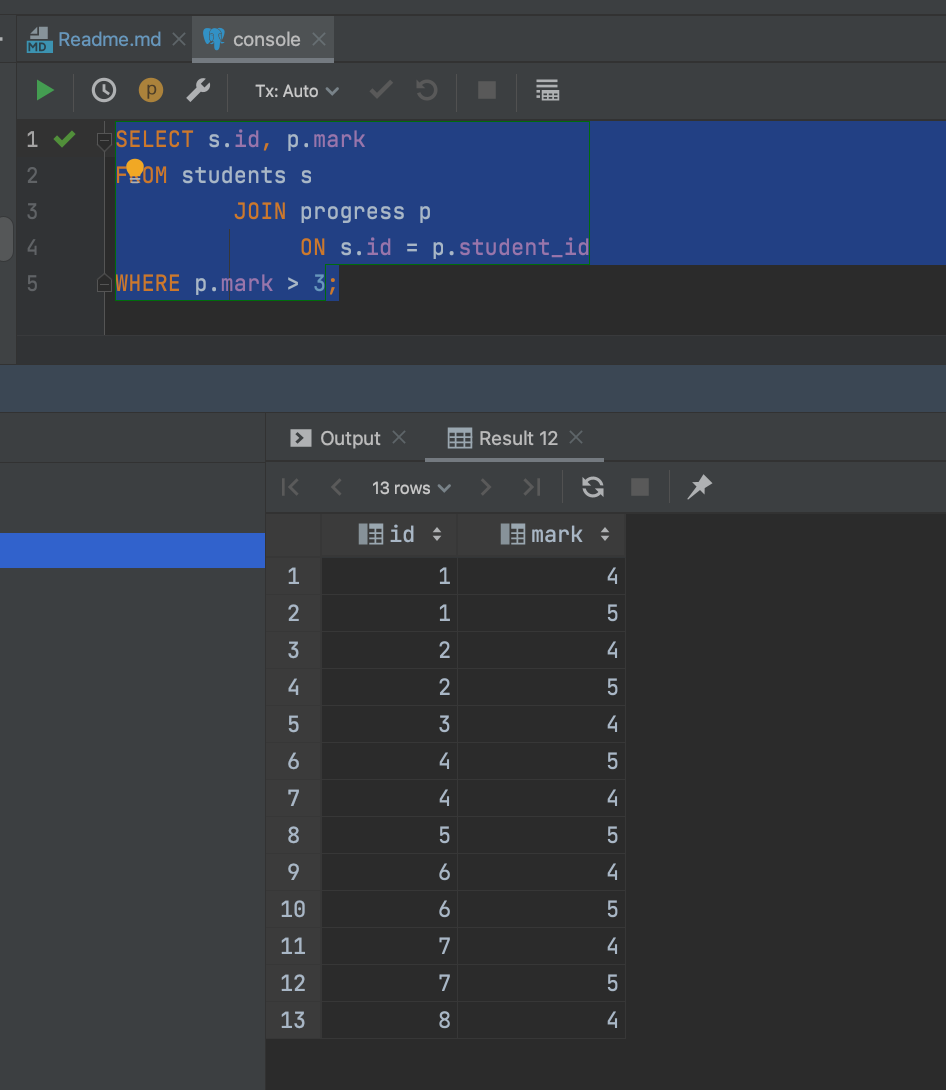 MD Readme.md console
p Tx: Auto
1 SELECT s.id, p.mark
2 FROM students s
3 JOIN progress p
4 ON s.id = p.student_id
5 WHERE p.mark > 3;
Output Result 12
13 rows
id mark
1 1 4
2 1 5
3 2 4
4 2 5
5 3 4
6 4 5
7 4 4
8 5 5
9 6 4
10 6 5
11 7 4
12 7 5
13 8 4